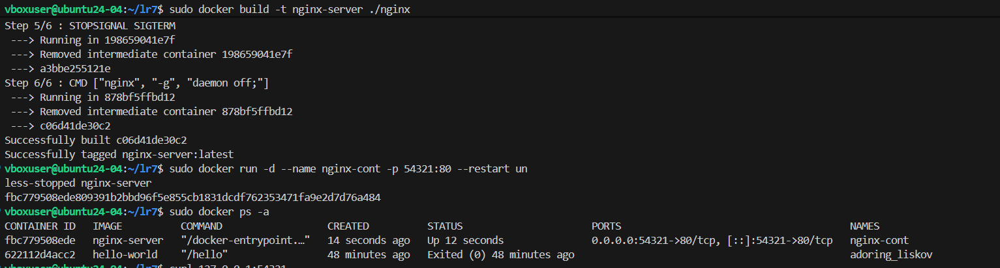 vboxuser@ubuntu24-04:~/lr7$ sudo docker build -t nginx-server ./nginx
Step 5/6 : STOPSIGNAL SIGTERM
 ---> Running in 198659041e7f
 ---> Removed intermediate container 198659041e7f
 ---> a3bbe255121e
Step 6/6 : CMD ["nginx", "-g", "daemon off;"]
 ---> Running in 878bf5ffbd12
 ---> Removed intermediate container 878bf5ffbd12
 ---> c06d41de30c2
Successfully built c06d41de30c2
Successfully tagged nginx-server:latest
vboxuser@ubuntu24-04:~/lr7$ sudo docker run -d --name nginx-cont -p 54321:80 --restart un
less-stopped nginx-server
fbc779508ede809391b2bbd96f5e855cb1831dcdf762353471fa9e2d7d76a484
vboxuser@ubuntu24-04:~/lr7$ sudo docker ps -a
CONTAINER ID   IMAGE          COMMAND                  CREATED          STATUS                      PORTS                                       NAMES
fbc779508ede   nginx-server   "/docker-entrypoint.…"   14 seconds ago   Up 12 seconds               0.0.0.0:54321->80/tcp, [::]:54321->80/tcp   nginx-cont
622112d4acc2   hello-world    "/hello"                 48 minutes ago   Exited (0) 48 minutes ago                                               adoring_liskov
vboxuser@ubuntu24-04:~/lr7$ curl 127.0.0.1:54321